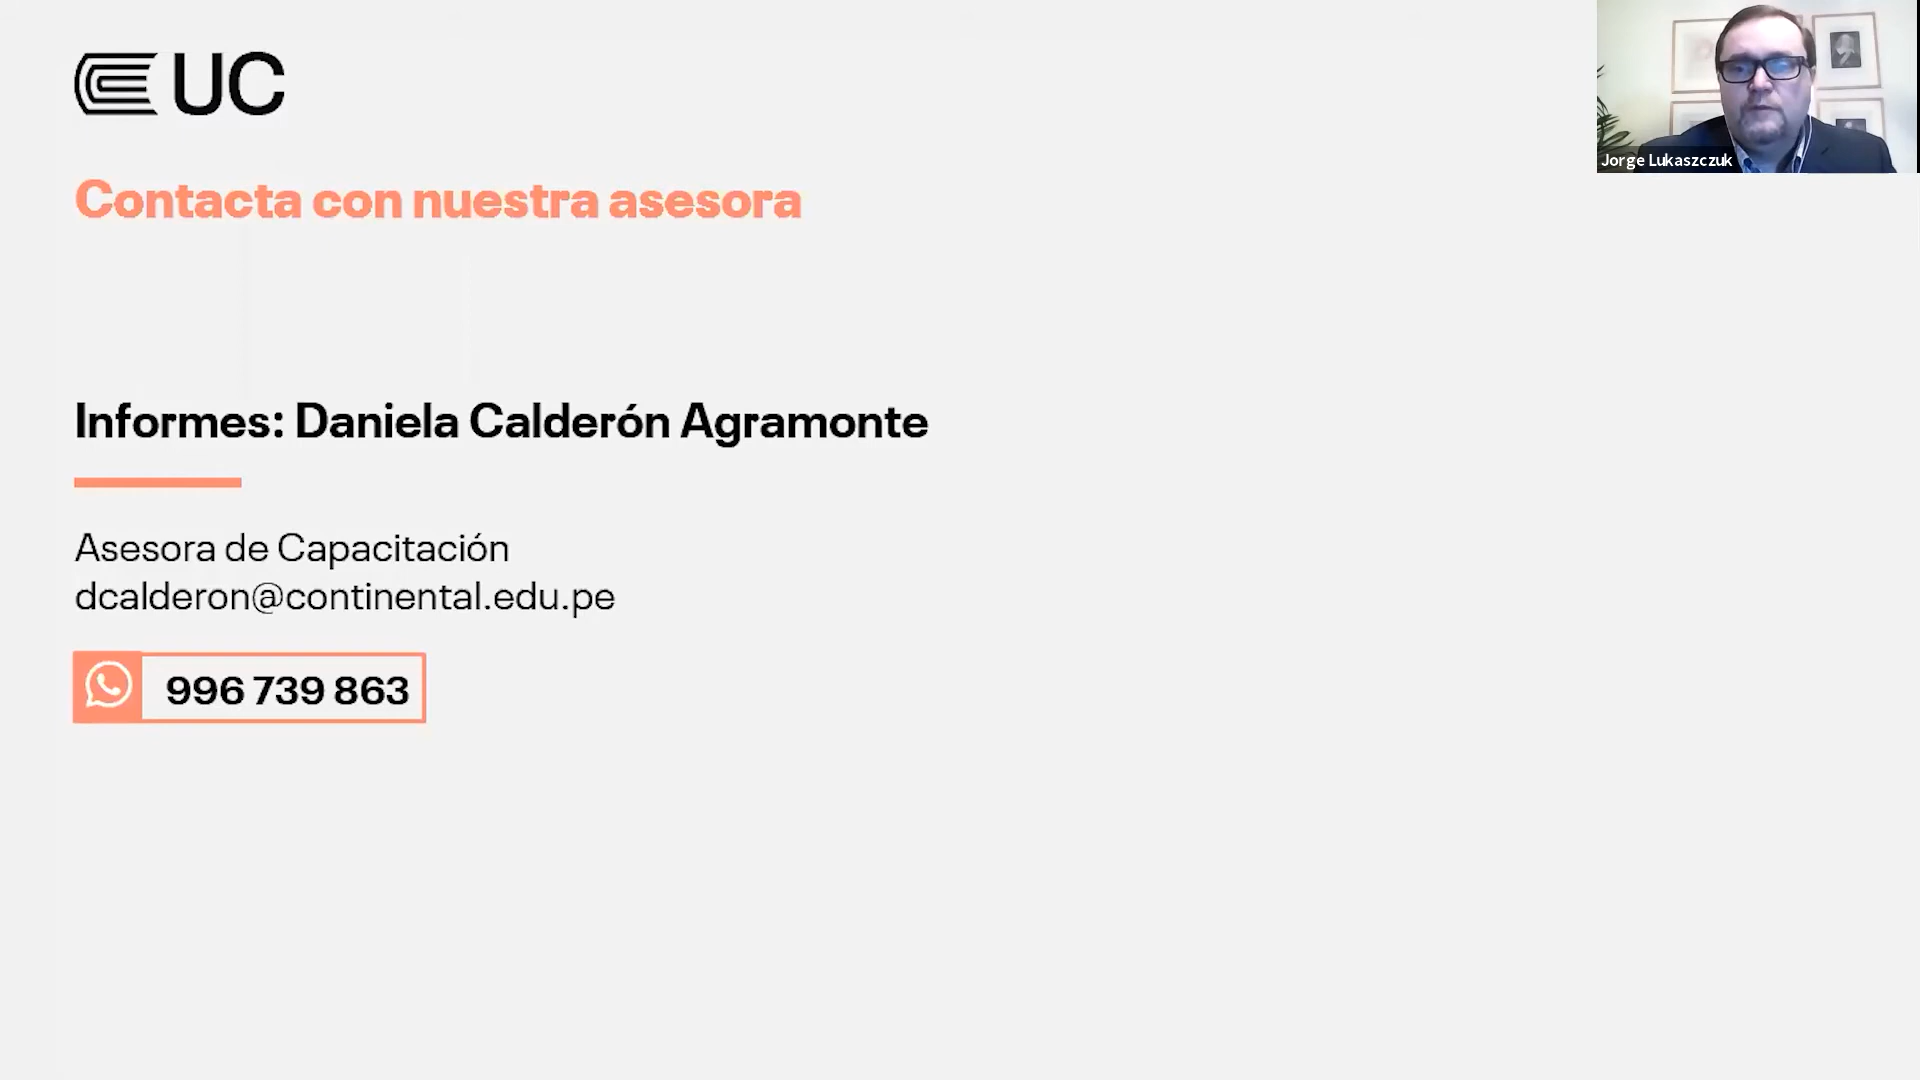 UC
Contacta con nuestra asesora
Informes: Daniela Calderón Agramonte
Asesora de Capacitación
dcalderon@continental.edu.pe
996 739 863
Jorge Lukaszczuk